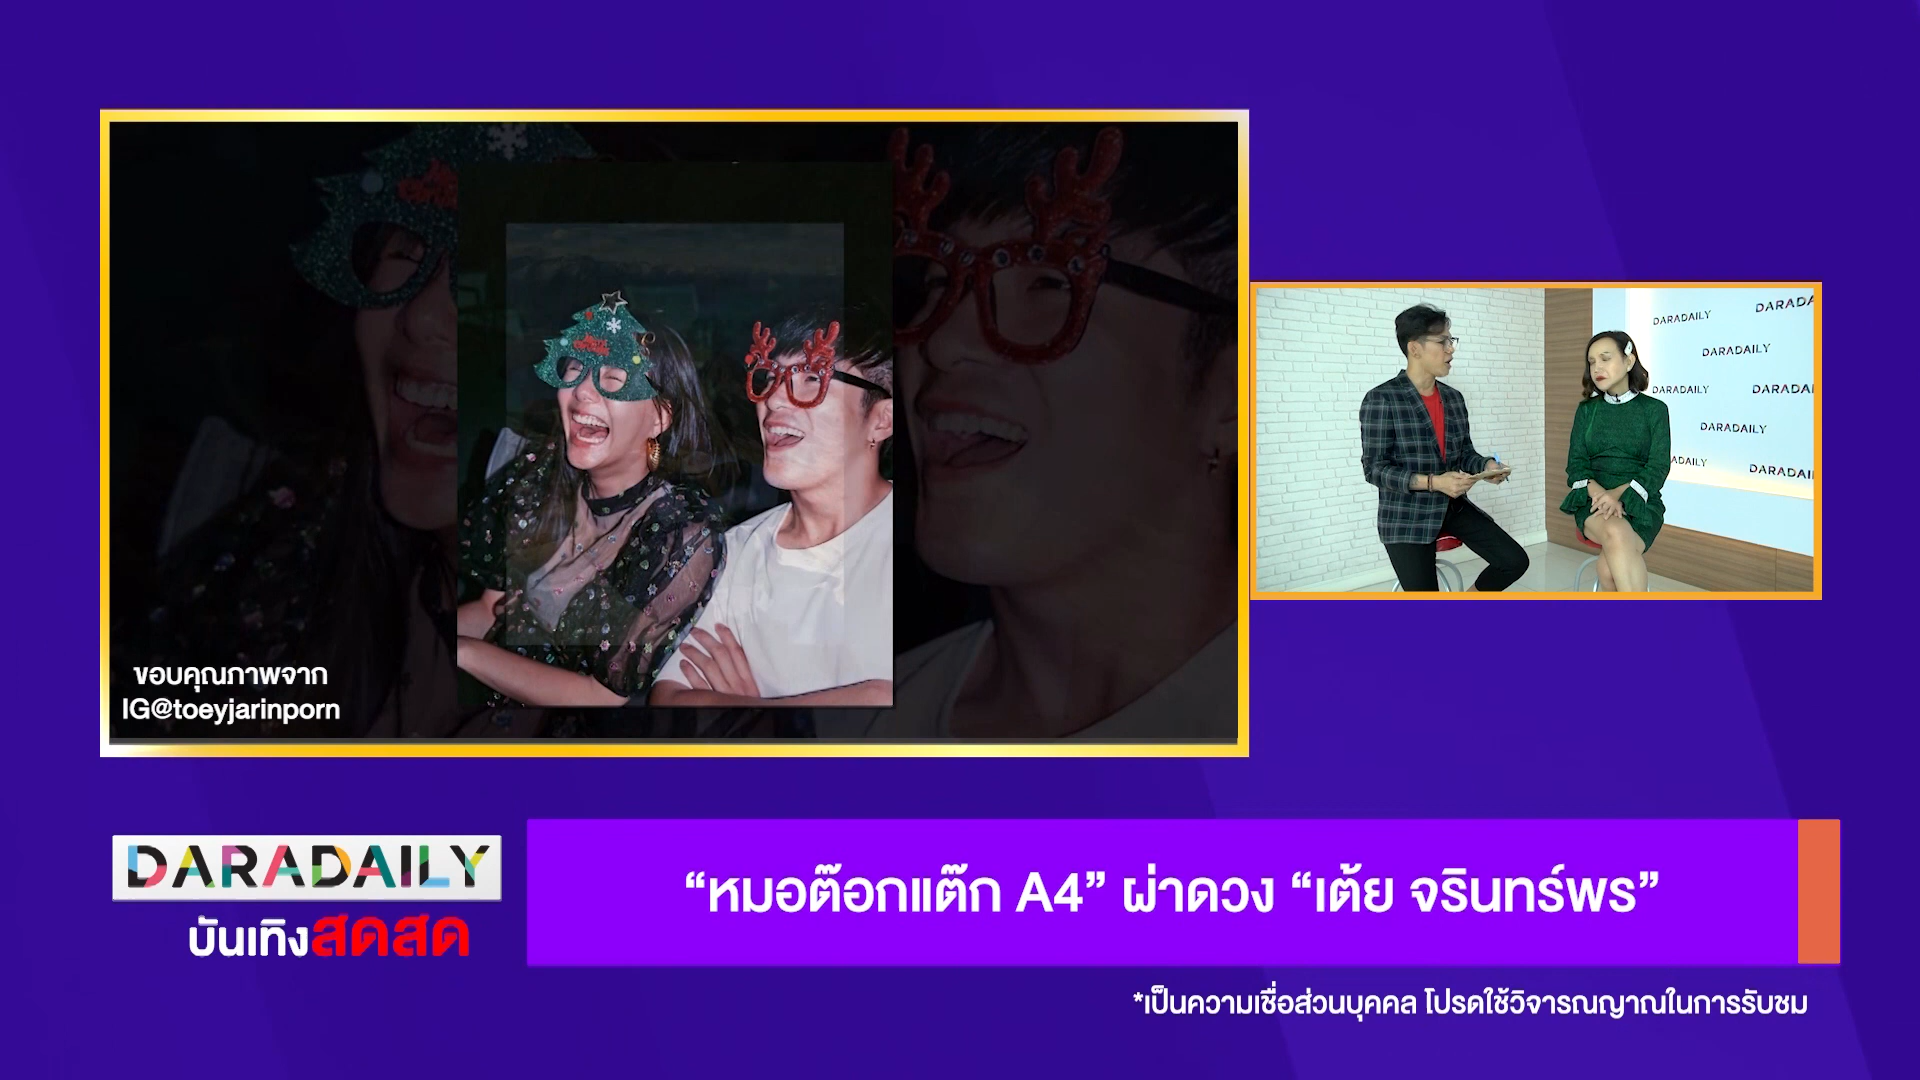 ขอบคุณภาพจาก
IG@toeyjarinporn
DARADAILY
DARADA
DARADAILY
DARADAILY
DARADAI
DARADAILY
ADAILY
DARADAI
DARADAILY
บันเทิงสดสด
“หมอต๊อกแต๊ก A4” ผ่าดวง “เต้ย จรินทร์พร”
*เป็นความเชื่อส่วนบุคคล โปรดใช้วิจารณญาณในการรับชม